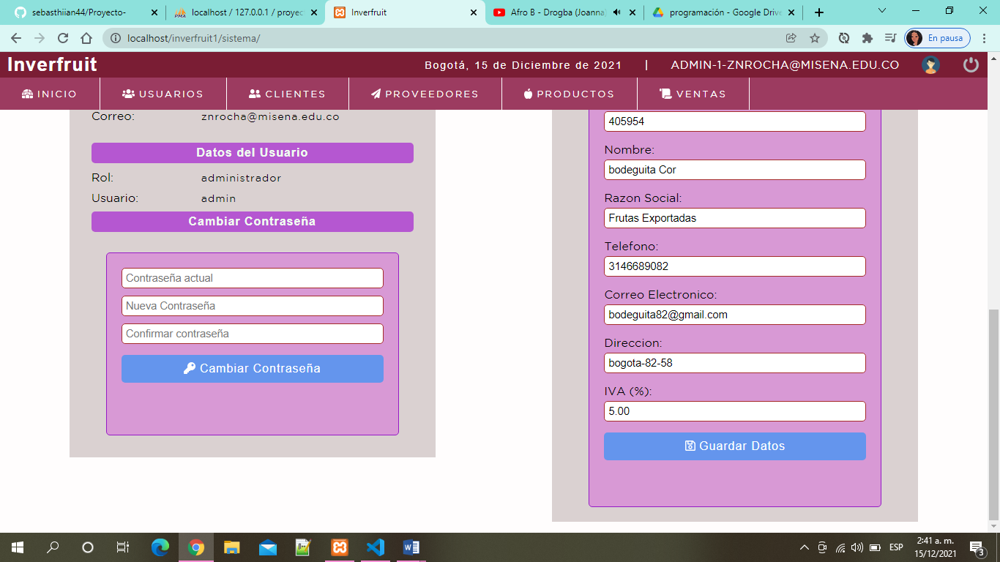 sebasthiian44/Proyecto-
localhost / 127.0.0.1 / proyec
Inverfruit
Afro B - Drogba (Joanna)
programación - Google Drive
localhost/inverfruit1/sistema/
En pausa
Inverfruit
Bogotá, 15 de Diciembre de 2021 | ADMIN-1-ZNROCHA@MISENA.EDU.CO
INICIO USUARIOS CLIENTES PROVEEDORES PRODUCTOS VENTAS
Correo: znrocha@misena.edu.co
Datos del Usuario
Rol: administrador
Usuario: admin
Cambiar Contraseña
Contraseña actual
Nueva Contraseña
Confirmar contraseña
Cambiar Contraseña
405954
Nombre:
bodeguita Cor
Razon Social:
Frutas Exportadas
Telefono:
3146689082
Correo Electronico:
bodeguita82@gmail.com
Direccion:
bogota-82-58
IVA (%):
5.00
Guardar Datos
ESP
2:41 a. m.
15/12/2021
3